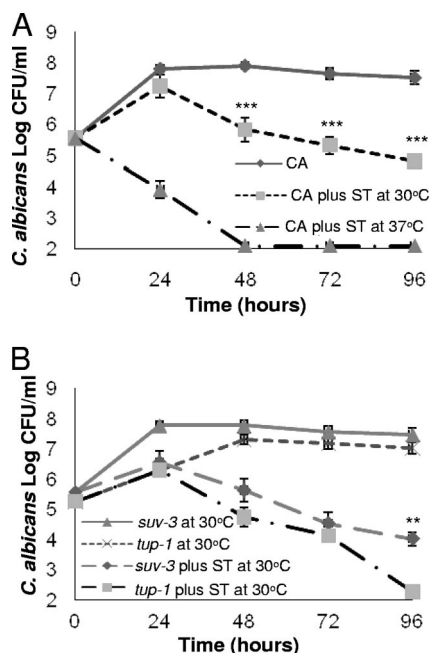 A
C. albicans Log CFU/ml
9
8
7
6
5
4
3
2
***
***
***
CA
CA plus ST at 30°C
CA plus ST at 37°C
0 24 48 72 96
Time (hours)
B
C. albicans Log CFU/ml
9
8
7
6
5
4
3
2
**
suv-3 at 30°C
tup-1 at 30°C
suv-3 plus ST at 30°C
tup-1 plus ST at 30°C
0 24 48 72 96
Time (hours)